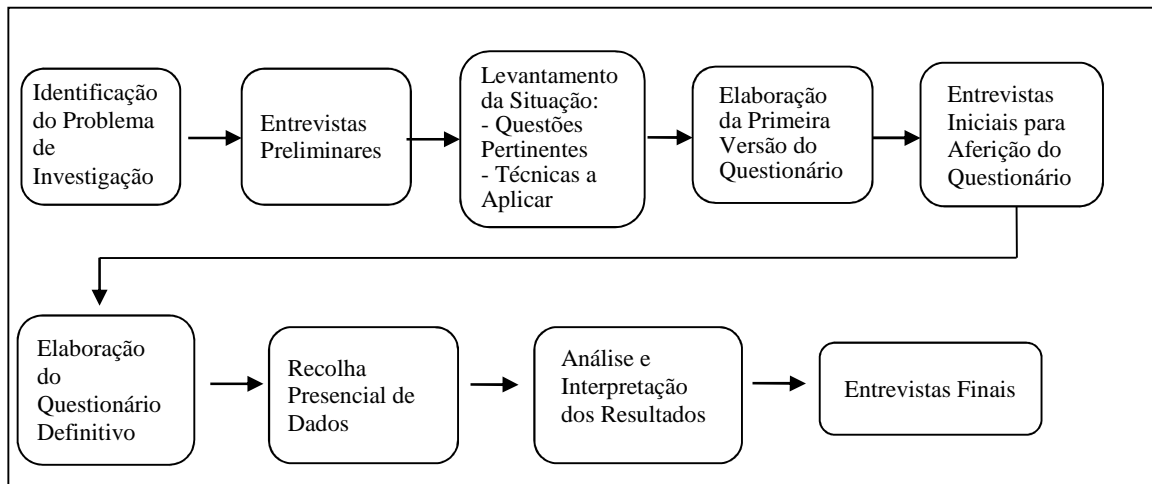 Identificação
do Problema
de
Investigação
Entrevistas
Preliminares
Levantamento
da Situação:
- Questões
Pertinentes
- Técnicas a
Aplicar
Elaboração
da Primeira
Versão do
Questionário
Entrevistas
Iniciais para
Aferição do
Questionário
Elaboração
do
Questionário
Definitivo
Recolha
Presencial de
Dados
Análise e
Interpretação
dos Resultados
Entrevistas Finais